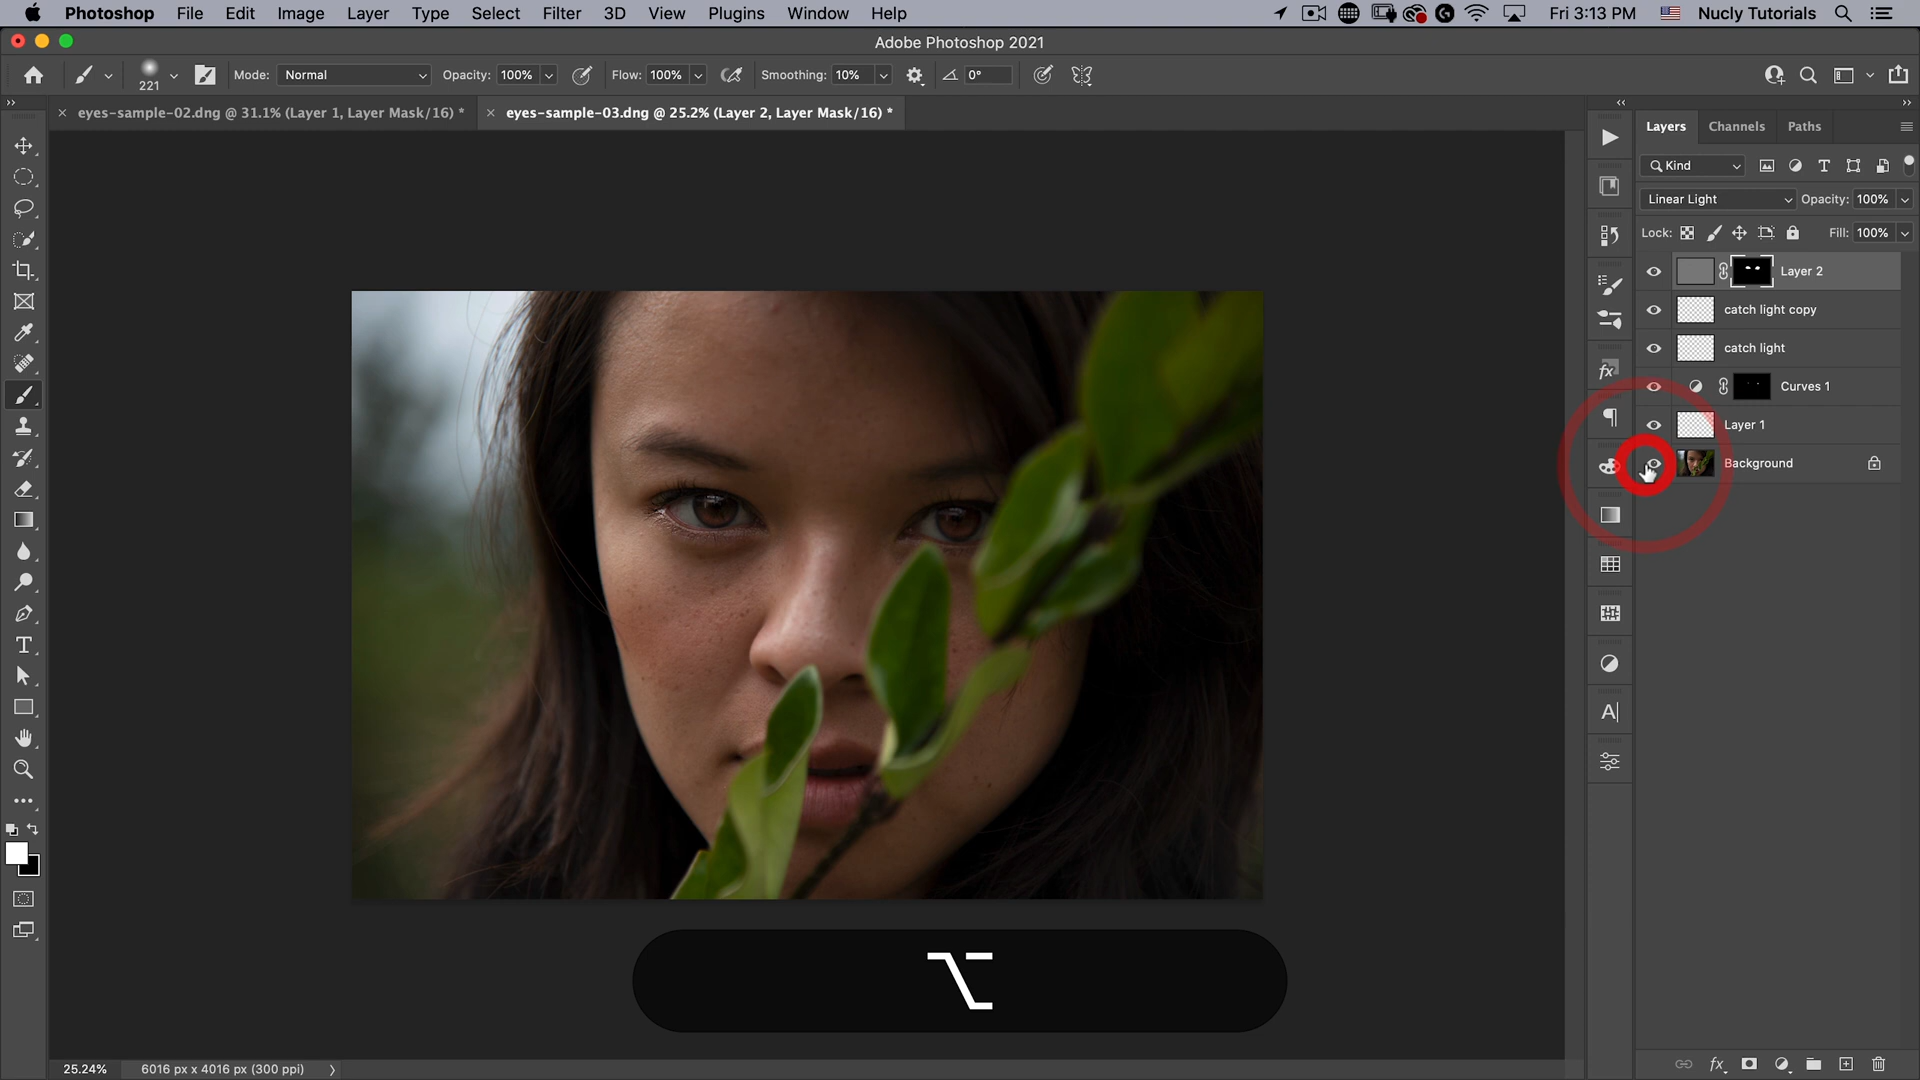 Photoshop File Edit Image Layer Type Select Filter 3D View Plugins Window Help Fri 3:13 PM Nucly Tutorials
Adobe Photoshop 2021
221 Mode: Normal Opacity: 100% Flow: 100% Smoothing: 10% 0°
eyes-sample-02.dng @ 31.1% (Layer 1, Layer Mask/16) * eyes-sample-03.dng @ 25.2% (Layer 2, Layer Mask/16) *
Layers Channels Paths
Kind
Linear Light Opacity: 100%
Lock: Fill: 100%
Layer 2
catch light copy
catch light
Curves 1
Layer 1
Background
25.24% 6016 px x 4016 px (300 ppi)